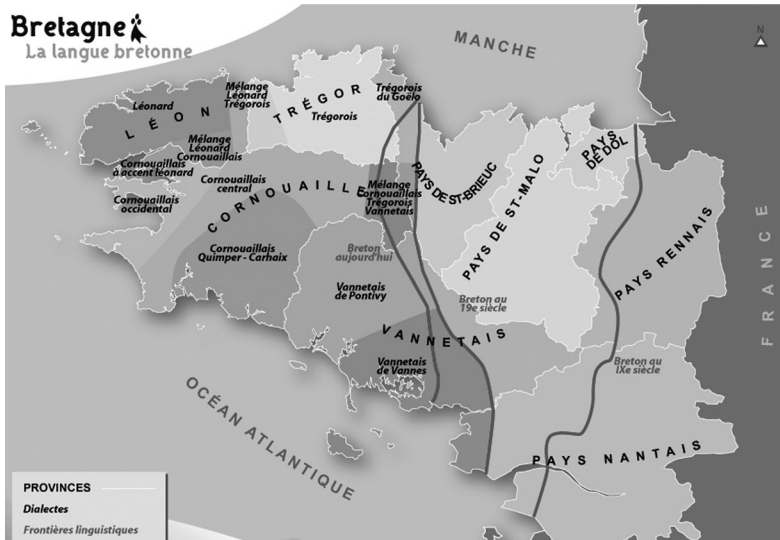 Bretagne
La langue bretonne
MANCHE
N
Léonard
LÉON
Mélange
Léonard
Trégorois
TRÉGOR
Trégorois
Trégorois
du Goëlo
Mélange
Léonard
Cornouaillais
Cornouaillais
à accent léonard
Cornouaillais
central
Cornouaillais
occidental
CORNOUAILLE
Mélange
Cornouaillais
Trégorois
Vannetais
PAYS DE ST-BRIEUC
PAYS DE ST-MALO
PAYS
DE DOL
PAYS RENNAIS
FRANCE
Cornouaillais
Quimper - Carhaix
Breton
aujourd'hui
Vannetais
de Pontivy
Breton au
19e siècle
VANNETAIS
Vannetais
de Vannes
Breton au
IXe siècle
OCÉAN ATLANTIQUE
PAYS NANTAIS
PROVINCES
Dialectes
Frontières linguistiques